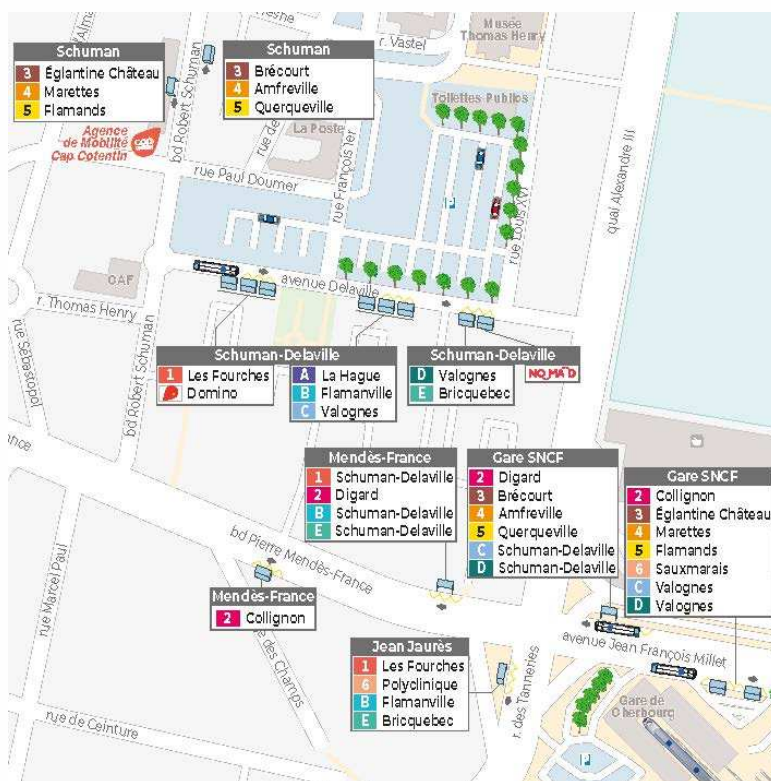 Musée
Thomas Henry
r. Vastel
Schuman
3 Églantine Château
4 Marettes
5 Flamands
Schuman
3 Brécourt
4 Amfreville
5 Querqueville
bd Robert Schuman
Toilettes Publics
La Poste
Agence
de Mobilité
Cap Cotentin
rue Paul Doumer
rue François Ier
P
rue Louis XVI
quai Alexandre III
CAF
avenue Delaville
r. Thomas Henry
rue Sébastopol
bd Robert Schuman
Schuman-Delaville
1 Les Fourches
Domino
A La Hague
B Flamanville
C Valognes
Schuman-Delaville
D Valognes
E Bricquebec
NOMAD
Mendès-France
1 Schuman-Delaville
2 Digard
B Schuman-Delaville
E Schuman-Delaville
Gare SNCF
2 Digard
3 Brécourt
4 Amfreville
5 Querqueville
C Schuman-Delaville
D Schuman-Delaville
Gare SNCF
2 Collignon
3 Églantine Château
4 Marettes
5 Flamands
6 Sauxmarais
C Valognes
D Valognes
bd Pierre Mendès-France
rue Marcel Paul
Mendès-France
2 Collignon
des Champs
Jean Jaurès
1 Les Fourches
6 Polyclinique
B Flamanville
E Bricquebec
avenue Jean François Millet
r. des Tanneries
Gare de
Cherbourg
rue de Ceinture
P